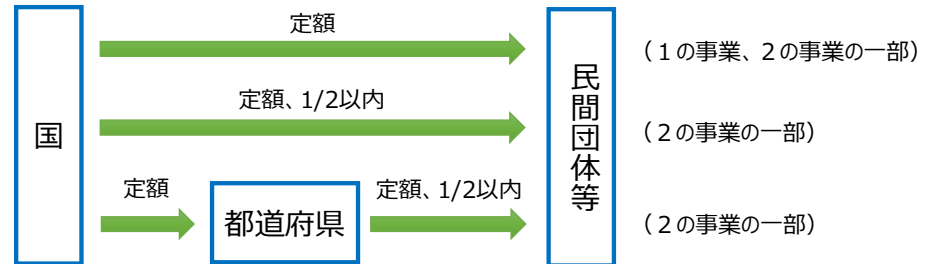 国
定額
（１の事業、２の事業の一部）
定額、1/2以内
（２の事業の一部）
定額
都道府県
定額、1/2以内
（２の事業の一部）
民間団体等